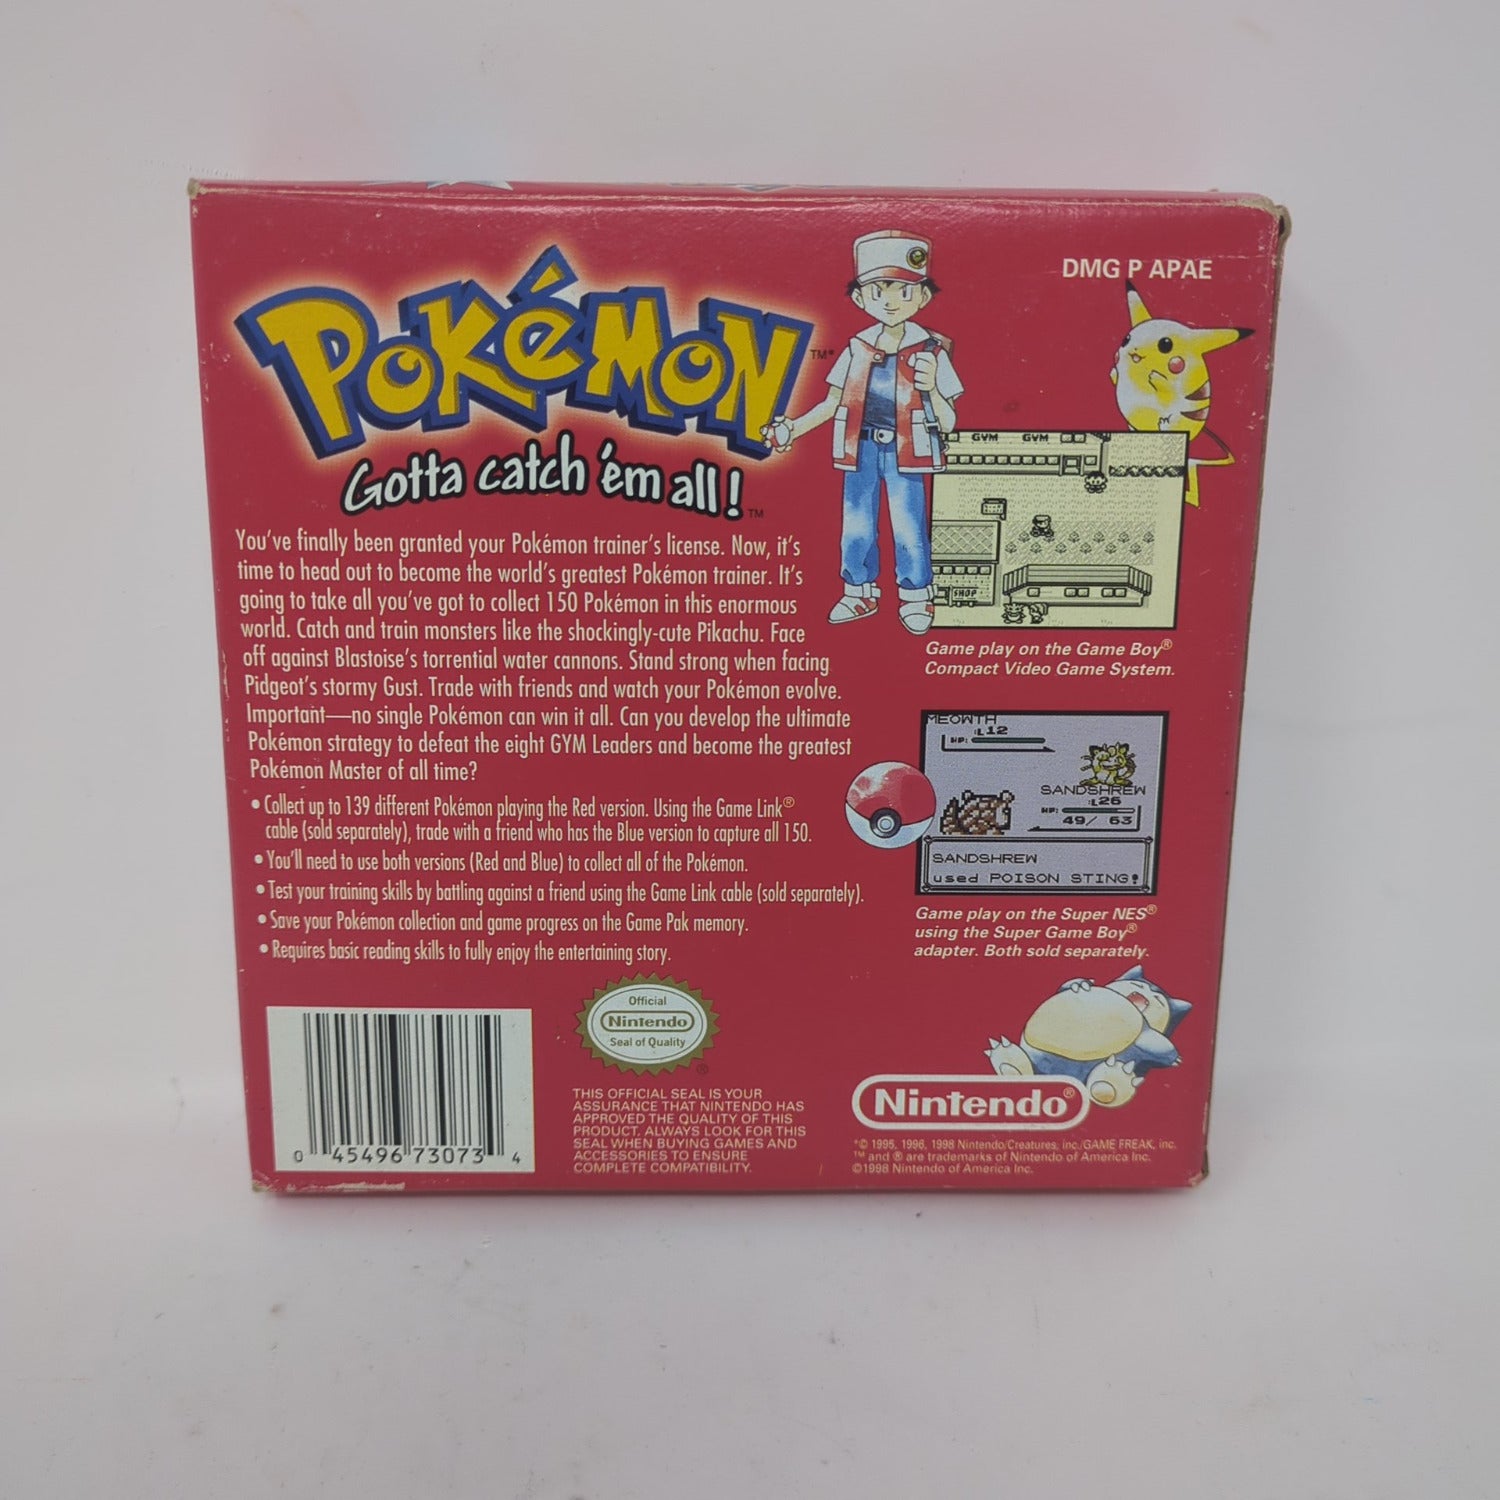 DMG P APAE
POKéMON TM®
Gotta catch 'em all! TM
You've finally been granted your Pokémon trainer's license. Now, it's
time to head out to become the world's greatest Pokémon trainer. It's
going to take all you've got to collect 150 Pokémon in this enormous
world. Catch and train monsters like the shockingly-cute Pikachu. Face
off against Blastoise's torrential water cannons. Stand strong when facing
Pidgeot's stormy Gust. Trade with friends and watch your Pokémon evolve.
Important—no single Pokémon can win it all. Can you develop the ultimate
Pokémon strategy to defeat the eight GYM Leaders and become the greatest
Pokémon Master of all time?
• Collect up to 139 different Pokémon playing the Red version. Using the Game Link®
cable (sold separately), trade with a friend who has the Blue version to capture all 150.
• You'll need to use both versions (Red and Blue) to collect all of the Pokémon.
• Test your training skills by battling against a friend using the Game Link cable (sold separately).
• Save your Pokémon collection and game progress on the Game Pak memory.
• Requires basic reading skills to fully enjoy the entertaining story.
GYM GYM
SHOP
Game play on the Game Boy®
Compact Video Game System.
MEOWTH
:L12
HP:
SANDSHREW
:L26
HP:
49/ 63
SANDSHREW
used POISON STING!
Game play on the Super NES®
using the Super Game Boy®
adapter. Both sold separately.
0 45496 73073 4
Official
Nintendo
Seal of Quality
®
THIS OFFICIAL SEAL IS YOUR
ASSURANCE THAT NINTENDO HAS
APPROVED THE QUALITY OF THIS
PRODUCT. ALWAYS LOOK FOR THIS
SEAL WHEN BUYING GAMES AND
ACCESSORIES TO ENSURE
COMPLETE COMPATIBILITY.
Nintendo®
*© 1995, 1996, 1998 Nintendo/Creatures, inc./GAME FREAK, inc.
TM and ® are trademarks of Nintendo of America Inc.
©1998 Nintendo of America Inc.